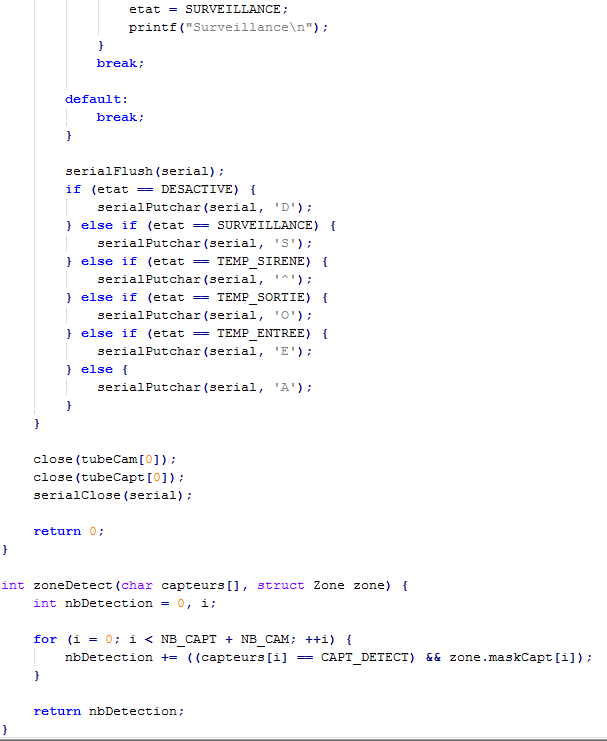 etat = SURVEILLANCE;
printf("Surveillance\n");
}
break;
default:
break;
}
serialFlush(serial);
if (etat == DESACTIVE) {
serialPutchar(serial, 'D');
} else if (etat == SURVEILLANCE) {
serialPutchar(serial, 'S');
} else if (etat == TEMP_SIRENE) {
serialPutchar(serial, '^');
} else if (etat == TEMP_SORTIE) {
serialPutchar(serial, 'O');
} else if (etat == TEMP_ENTREE) {
serialPutchar(serial, 'E');
} else {
serialPutchar(serial, 'A');
}
}
close(tubeCam[0]);
close(tubeCapt[0]);
serialClose(serial);
return 0;
}
int zoneDetect(char capteurs[], struct Zone zone) {
int nbDetection = 0, i;
for (i = 0; i < NB_CAPT + NB_CAM; ++i) {
nbDetection += ((capteurs[i] == CAPT_DETECT) && zone.maskCapt[i]);
}
return nbDetection;
}